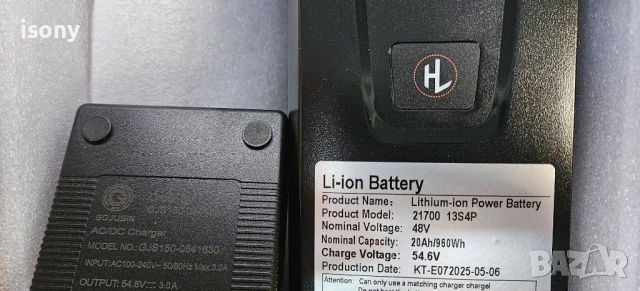 isony
HL
Li-ion Battery
Product Name: Lithium-ion Power Battery
Product Model: 21700 13S4P
Nominal Voltage: 48V
Nominal Capacity: 20Ah/960Wh
Charge Voltage: 54.6V
Production Date: KT-E072025-05-06
Attention: Can only use a matching charger chargel
GOJUSIN
AC/DC Charger
MODEL NO.:GJS150-0541630
INPUT:AC100-240V~ 50/60Hz Max.3.0A
OUTPUT: 54.6V 3.0A
bazar